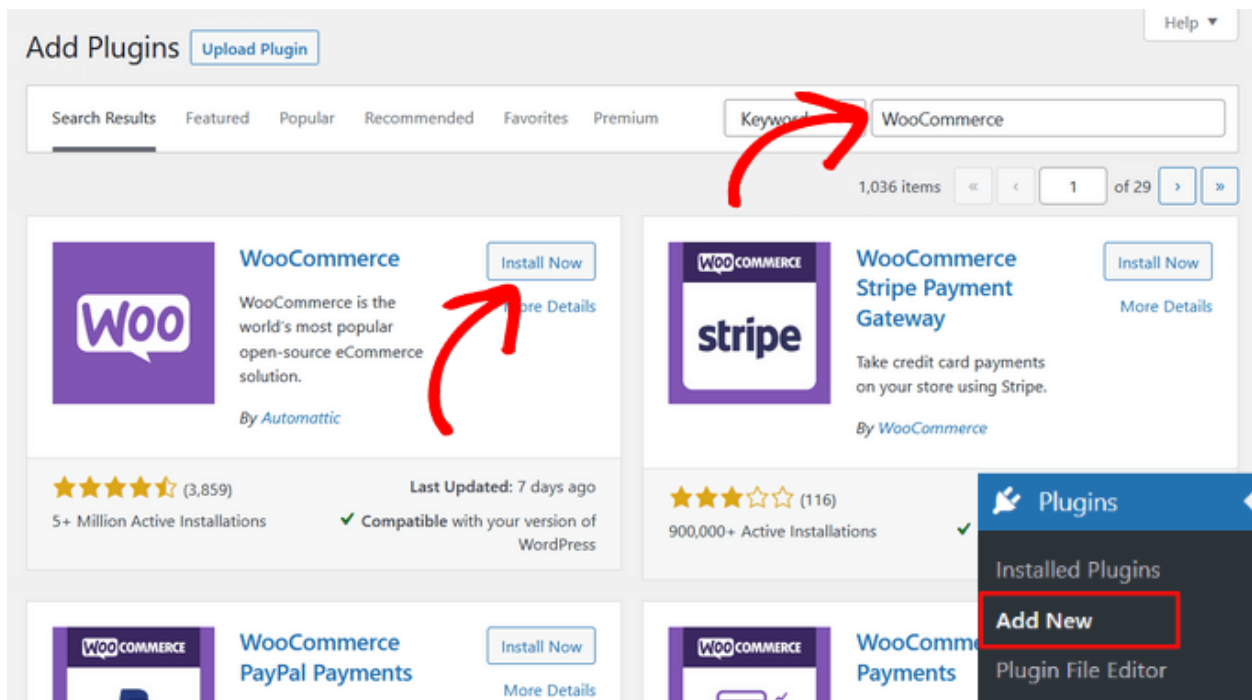 Help ▼
Add Plugins Upload Plugin
Search Results Featured Popular Recommended Favorites Premium Keyword WooCommerce
1,036 items « ‹ 1 of 29 › »
WOO
WooCommerce
Install Now
More Details
WooCommerce is the
world's most popular
open-source eCommerce
solution.
By Automattic
(3,859)
Last Updated: 7 days ago
5+ Million Active Installations
Compatible with your version of
WordPress
WOO COMMERCE
stripe
WooCommerce
Stripe Payment
Gateway
Install Now
More Details
Take credit card payments
on your store using Stripe.
By WooCommerce
(116)
900,000+ Active Installations
WOO COMMERCE
WooCommerce
PayPal Payments
Install Now
More Details
WOO COMMERCE
WooComme
Payments
Plugins
Installed Plugins
Add New
Plugin File Editor